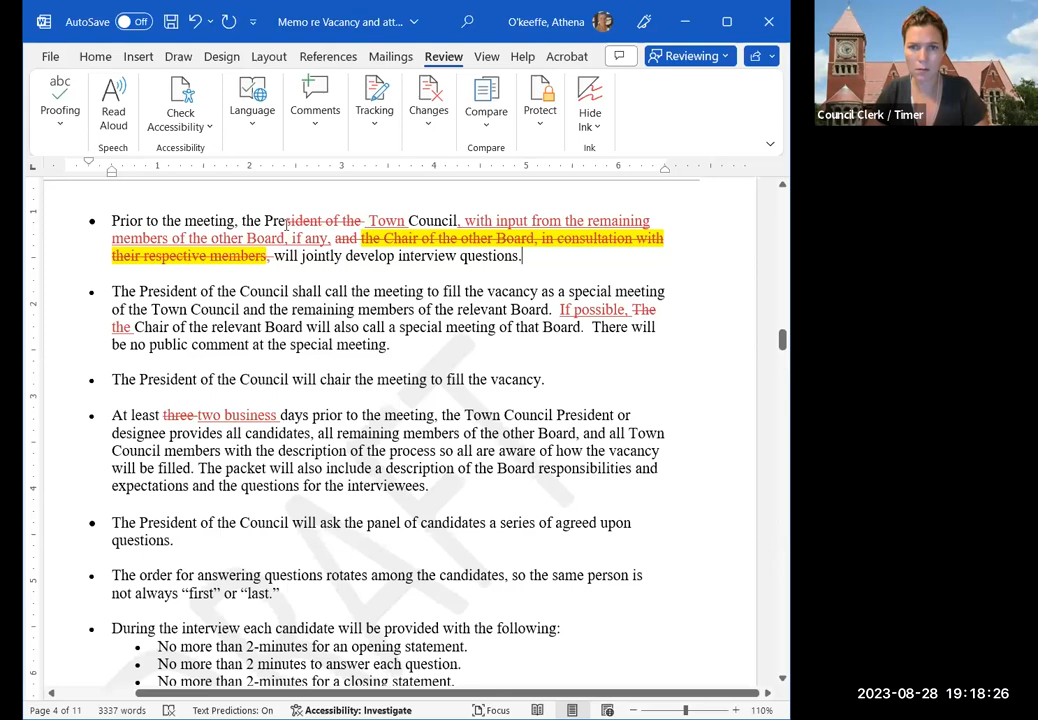 AutoSave Off Memo re Vacancy and att... O'keeffe, Athena
File Home Insert Draw Design Layout References Mailings Review View Help Acrobat Reviewing
abc
Proofing Read Aloud Check Accessibility Language Comments Tracking Changes Compare Protect Hide Ink
Speech Accessibility Compare Ink
Council Clerk / Timer
1 2 3 4 5 6
Prior to the meeting, the President of the Town Council, with input from the remaining
members of the other Board, if any, and the Chair of the other Board, in consultation with
their respective members, will jointly develop interview questions.
The President of the Council shall call the meeting to fill the vacancy as a special meeting
of the Town Council and the remaining members of the relevant Board. If possible, The
the Chair of the relevant Board will also call a special meeting of that Board. There will
be no public comment at the special meeting.
The President of the Council will chair the meeting to fill the vacancy.
At least three two business days prior to the meeting, the Town Council President or
designee provides all candidates, all remaining members of the other Board, and all Town
Council members with the description of the process so all are aware of how the vacancy
will be filled. The packet will also include a description of the Board responsibilities and
expectations and the questions for the interviewees.
The President of the Council will ask the panel of candidates a series of agreed upon
questions.
The order for answering questions rotates among the candidates, so the same person is
not always “first” or “last.”
During the interview each candidate will be provided with the following:
No more than 2-minutes for an opening statement.
No more than 2 minutes to answer each question.
No more than 2-minutes for a closing statement.
DRAFT
Page 4 of 11 3337 words Text Predictions: On Accessibility: Investigate Focus 110%
2023-08-28 19:18:26